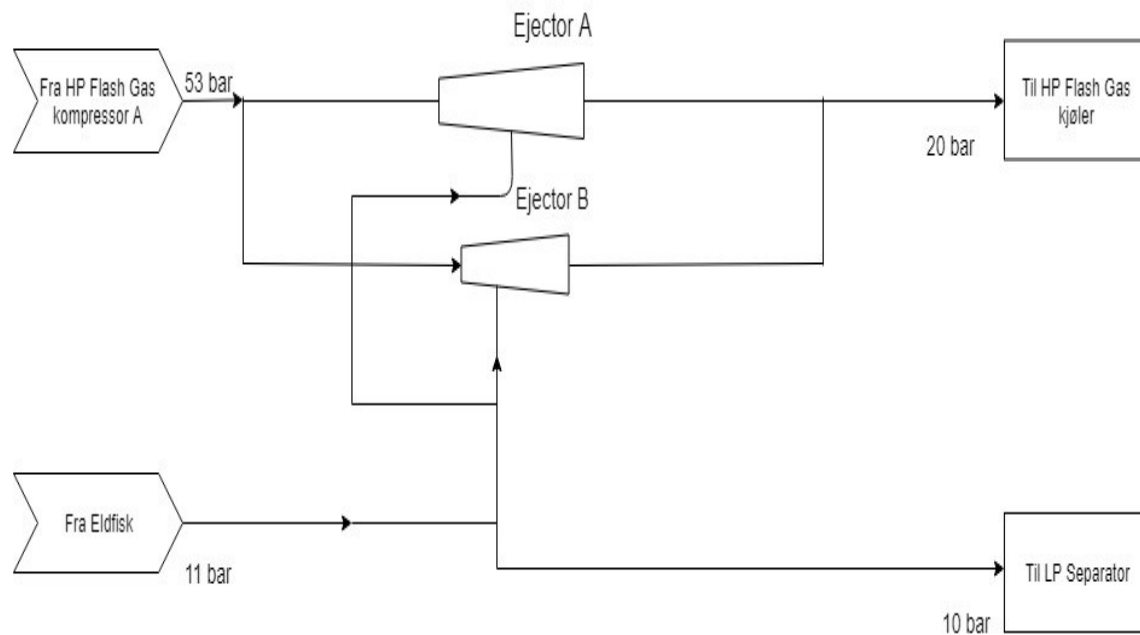 Ejector A
Fra HP Flash Gas
kompressor A
53 bar
Til HP Flash Gas
kjøler
20 bar
Ejector B
Fra Eldfisk
11 bar
Til LP Separator
10 bar